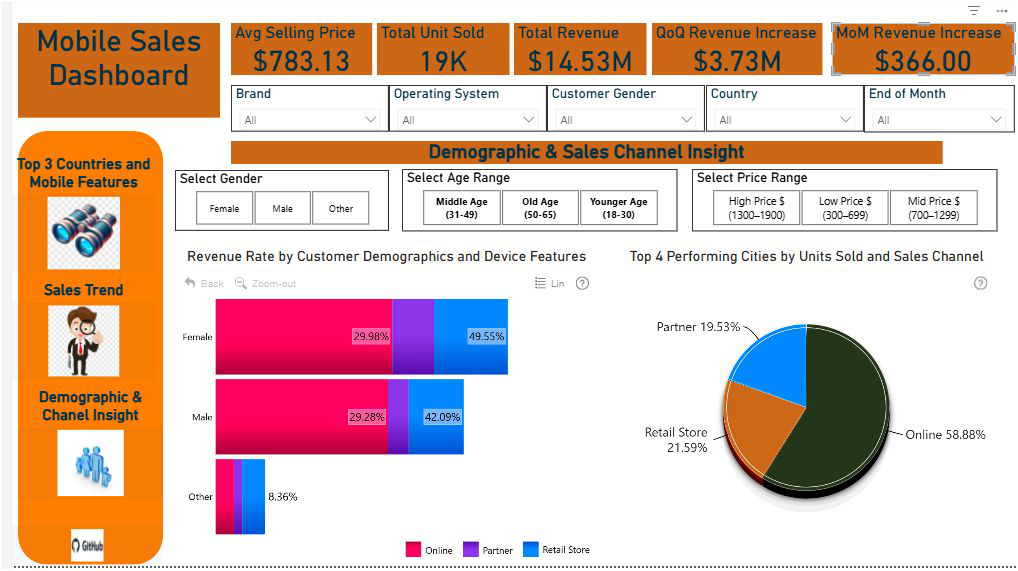 Mobile Sales
Dashboard
Avg Selling Price
$783.13
Total Unit Sold
19K
Total Revenue
$14.53M
QoQ Revenue Increase
$3.73M
MoM Revenue Increase
$366.00
Brand
All
Operating System
All
Customer Gender
All
Country
All
End of Month
All
Demographic & Sales Channel Insight
Top 3 Countries and
Mobile Features
Sales Trend
Demographic &
Chanel Insight
GitHub
Select Gender
Female
Male
Other
Select Age Range
Middle Age
(31-49)
Old Age
(50-65)
Younger Age
(18-30)
Select Price Range
High Price $
(1300–1900)
Low Price $
(300–699)
Mid Price $
(700–1299)
Revenue Rate by Customer Demographics and Device Features
Back
Zoom-out
Lin
?
Female
29.98%
49.55%
Male
29.28%
42.09%
Other
8.36%
Online
Partner
Retail Store
Top 4 Performing Cities by Units Sold and Sales Channel
?
Partner 19.53%
Retail Store
21.59%
Online 58.88%